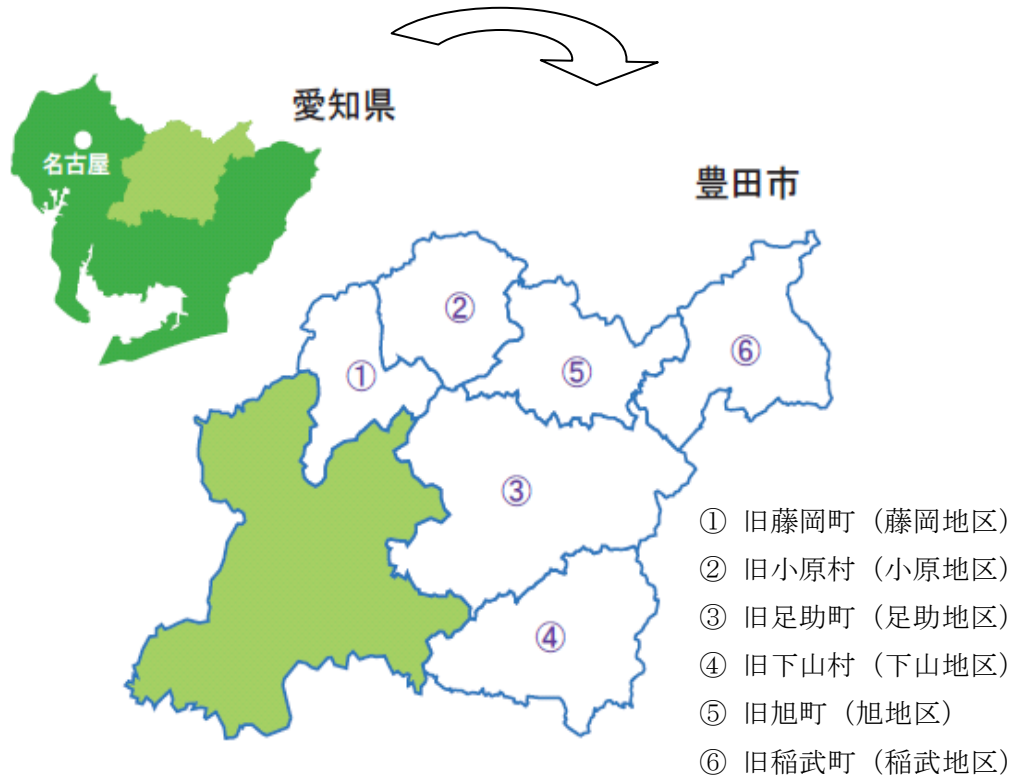 愛知県
名古屋
豊田市
②
⑥
①
⑤
③
④
① 旧藤岡町（藤岡地区）
② 旧小原村（小原地区）
③ 旧足助町（足助地区）
④ 旧下山村（下山地区）
⑤ 旧旭町（旭地区）
⑥ 旧稲武町（稲武地区）